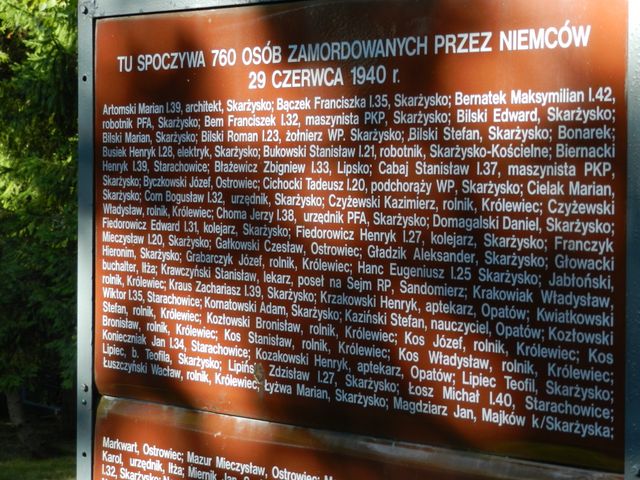 TU SPOCZYWA 760 OSÓB ZAMORDOWANYCH PRZEZ NIEMCÓW
29 CZERWCA 1940 r.
Artomski Marian l.39, architekt, Skarżysko; Bączek Franciszka l.35, Skarżysko; Bernatek Maksymilian l.42,
robotnik PFA, Skarżysko; Bem Franciszek l.32, maszynista PKP, Skarżysko; Bilski Edward, Skarżysko;
Bilski Marian, Skarżysko; Bilski Roman l.23, żołnierz WP. Skarżysko; Bilski Stefan, Skarżysko; Bonarek;
Busiek Henryk l.28, elektryk, Skarżysko; Bukowski Stanisław l.21, robotnik, Skarżysko-Kościelne; Biernacki
Henryk l.39, Starachowice; Błażewicz Zbigniew l.33, Lipsko; Cabaj Stanisław l.37, maszynista PKP,
Skarżysko; Byczkowski Józef, Ostrowiec; Cichocki Tadeusz l.20, podchorąży WP, Skarżysko; Cielak Marian,
Skarżysko; Corn Bogusław l.32, urzędnik, Skarżysko; Czyżewski Kazimierz, rolnik, Królewiec; Czyżewski
Władysław, rolnik, Królewiec; Choma Jerzy l.38, urzędnik PFA, Skarżysko; Domagalski Daniel, Skarżysko;
Fiedorowicz Edward l.31, kolejarz, Skarżysko; Fiedorowicz Henryk l.27, kolejarz, Skarżysko; Franczyk
Mieczysław l.20, Skarżysko; Gałkowski Czesław, Ostrowiec; Gładzik Aleksander, Skarżysko; Głowacki
Hieronim, Skarżysko; Grabarczyk Józef, rolnik, Królewiec; Hanc Eugeniusz l.25 Skarżysko; Jabłoński,
buchalter, Iłża; Krawczyński Stanisław, lekarz, poseł na Sejm RP, Sandomierz; Krakowiak Władysław,
rolnik, Królewiec; Kraus Zachariasz l.39, Skarżysko; Krzakowski Henryk, aptekarz, Opatów; Kwiatkowski
Wiktor l.35, Starachowice; Kornatowski Adam, Skarżysko; Kaziński Stefan, nauczyciel, Opatów; Kozłowski
Stefan, rolnik, Królewiec; Kozłowski Bronisław, rolnik, Królewiec; Kos Józef, rolnik, Królewiec; Kos
Bronisław, rolnik, Królewiec; Kos Stanisław, rolnik, Królewiec; Kos Władysław, rolnik, Królewiec;
Konieczniak Jan l.34, Starachowice; Kozakowski Henryk, aptekarz, Opatów; Lipiec Teofil, Skarżysko;
Lipiec, b. Teofila, Skarżysko; Lipiński Zdzisław l.27, Skarżysko; Łosz Michał l.40, Starachowice;
Łuszczyński Wacław, rolnik, Królewiec; Łyżwa Marian, Skarżysko; Magdziarz Jan, Majków k/Skarżyska;
Markwart, Ostrowiec; Mazur Mieczysław, Ostrowiec;
Karol, urzędnik, Iłża; Miernik Jan
l.32, Skarżysko;